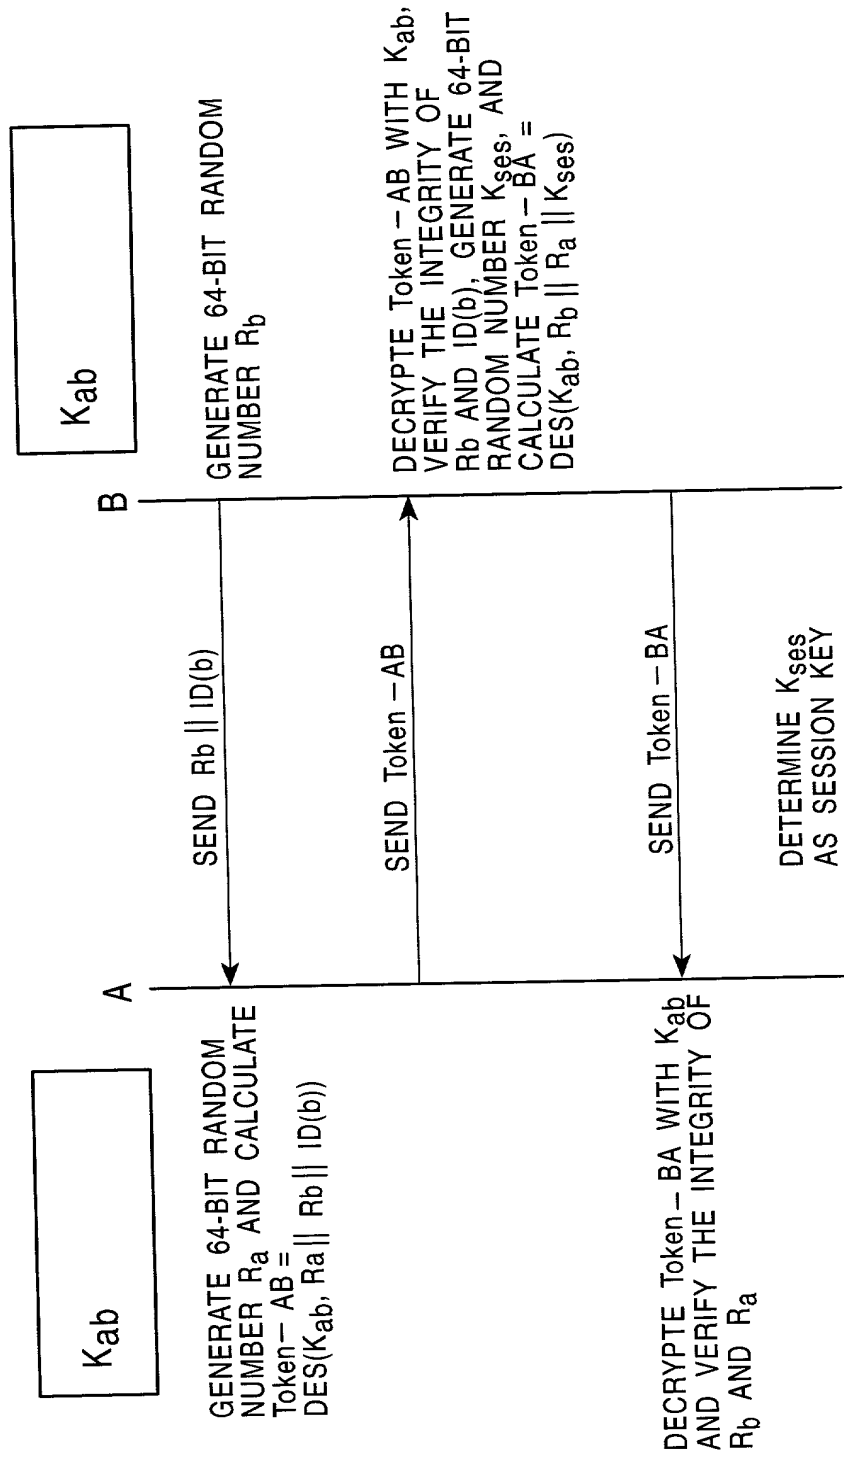 Kab
Kab
A
B
GENERATE 64-BIT RANDOM
NUMBER Rb
SEND Rb || ID(b)
GENERATE 64-BIT RANDOM
NUMBER Ra AND CALCULATE
Token-AB =
DES(Kab, Ra || Rb || ID(b))
SEND Token-AB
DECRYPTE Token-AB WITH Kab,
VERIFY THE INTEGRITY OF
Rb AND ID(b), GENERATE 64-BIT
RANDOM NUMBER Kses, AND
CALCULATE Token-BA =
DES(Kab, Rb || Ra || Kses)
SEND Token-BA
DECRYPTE Token-BA WITH Kab
AND VERIFY THE INTEGRITY OF
Rb AND Ra
DETERMINE Kses
AS SESSION KEY